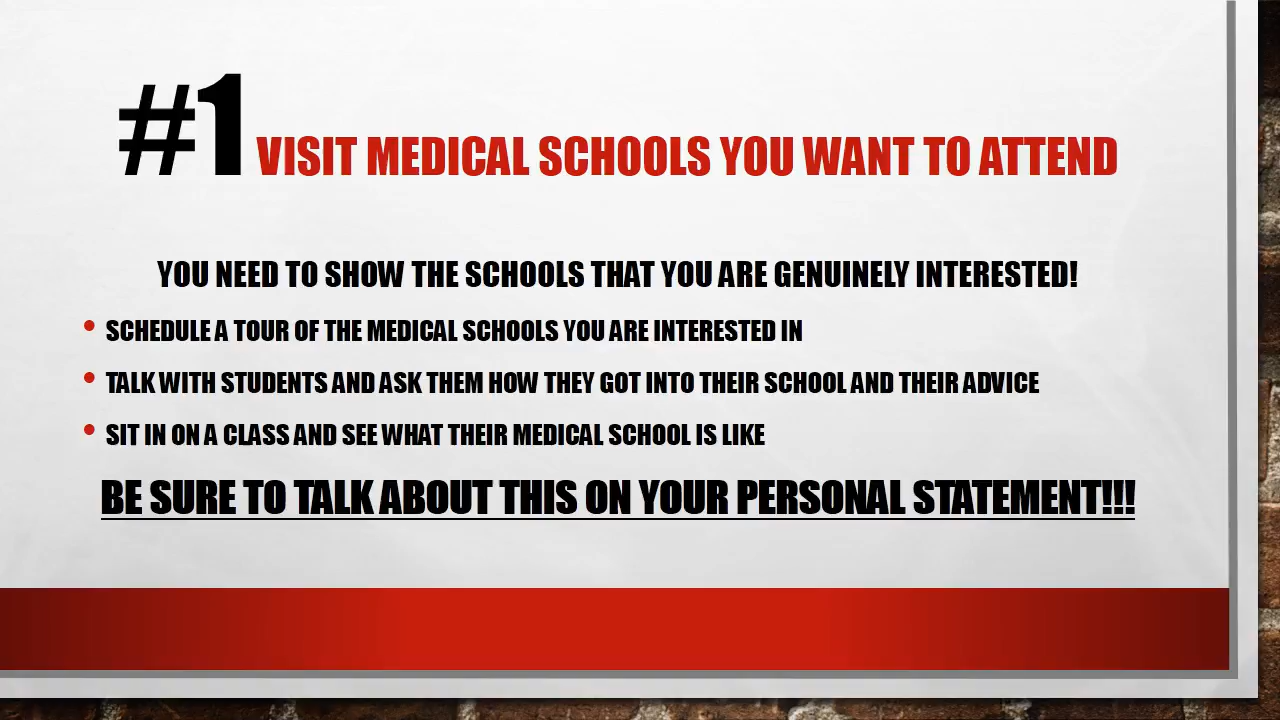 #1 VISIT MEDICAL SCHOOLS YOU WANT TO ATTEND
YOU NEED TO SHOW THE SCHOOLS THAT YOU ARE GENUINELY INTERESTED!
• SCHEDULE A TOUR OF THE MEDICAL SCHOOLS YOU ARE INTERESTED IN
• TALK WITH STUDENTS AND ASK THEM HOW THEY GOT INTO THEIR SCHOOL AND THEIR ADVICE
• SIT IN ON A CLASS AND SEE WHAT THEIR MEDICAL SCHOOL IS LIKE
BE SURE TO TALK ABOUT THIS ON YOUR PERSONAL STATEMENT!!!